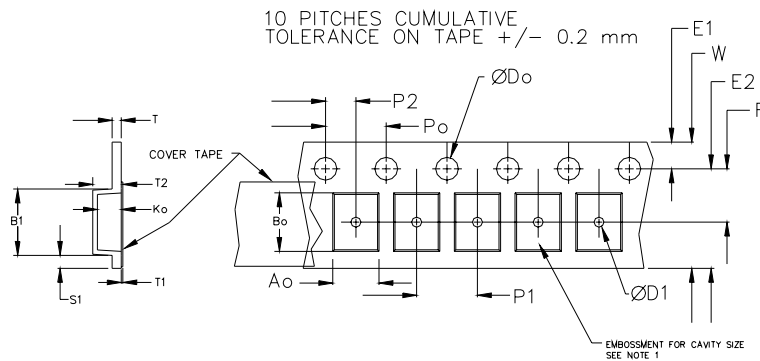 10 PITCHES CUMULATIVE
TOLERANCE ON TAPE +/- 0.2 mm
E1
W
ØDo
E2
P2
F
T
Po
COVER TAPE
T2
B1
Ko
Bo
Ao
S1
T1
P1
ØD1
EMBOSSMENT FOR CAVITY SIZE
SEE NOTE 1